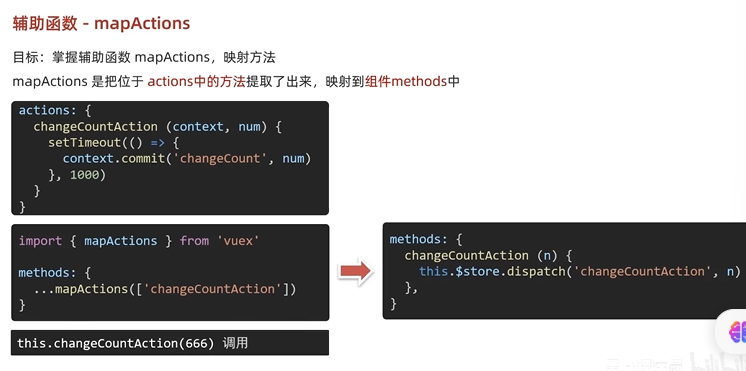 辅助函数 - mapActions
目标：掌握辅助函数 mapActions，映射方法
mapActions 是把位于 actions中的方法提取了出来，映射到组件methods中
actions: {
  changeCountAction (context, num) {
    setTimeout(() => {
      context.commit('changeCount', num)
    }, 1000)
  }
}
import { mapActions } from 'vuex'
methods: {
  ...mapActions(['changeCountAction'])
}
this.changeCountAction(666) 调用
methods: {
  changeCountAction (n) {
    this.$store.dispatch('changeCountAction', n)
  },
}